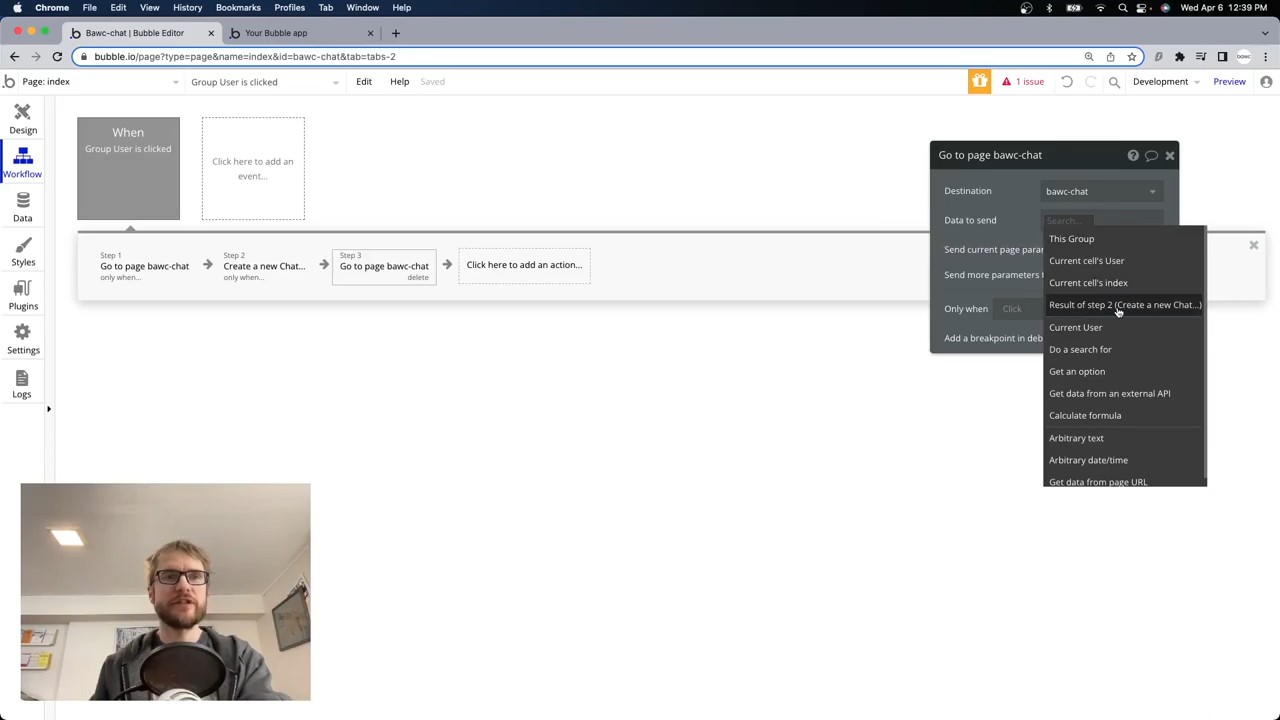 Chrome File Edit View History Bookmarks Profiles Tab Window Help
Wed Apr 6 12:39 PM
Bawc-chat | Bubble Editor
Your Bubble app
bubble.io/page?type=page&name=index&id=bawc-chat&tab=tabs-2
Page: index
Group User is clicked
Edit
Help
Saved
1 issue
Development
Preview
Design
Workflow
Data
Styles
Plugins
Settings
Logs
When
Group User is clicked
Click here to add an
event...
Step 1
Go to page bawc-chat
only when...
Step 2
Create a new Chat...
only when...
Step 3
Go to page bawc-chat
delete
Click here to add an action...
Go to page bawc-chat
Destination
bawc-chat
Data to send
Search...
Send current page para
Send more parameters t
Only when
Click
Add a breakpoint in deb
This Group
Current cell's User
Current cell's index
Result of step 2 (Create a new Chat...)
Current User
Do a search for
Get an option
Get data from an external API
Calculate formula
Arbitrary text
Arbitrary date/time
Get data from page URL